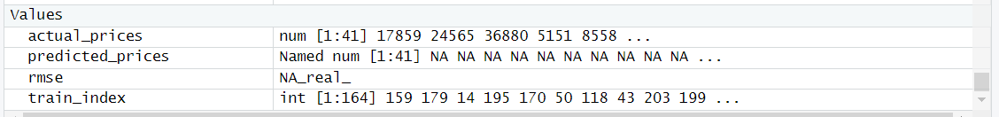 Values
actual_prices num [1:41] 17859 24565 36880 5151 8558 ...
predicted_prices Named num [1:41] NA NA NA NA NA NA NA NA NA NA ...
rmse NA_real_
train_index int [1:164] 159 179 14 195 170 50 118 43 203 199 ...